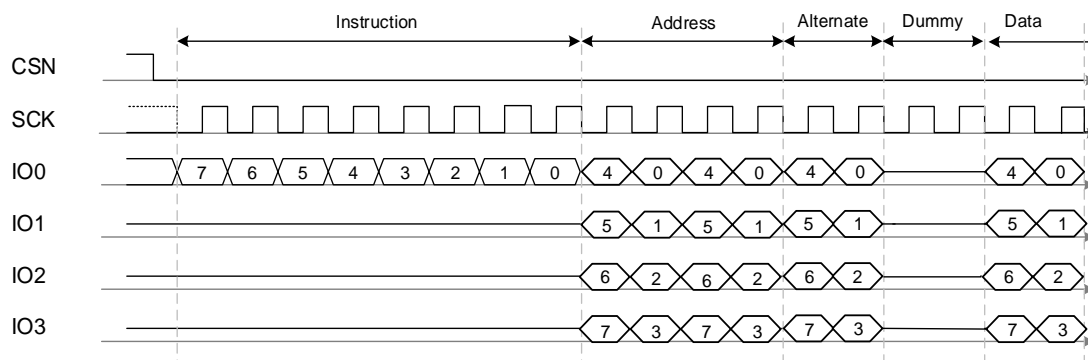 Instruction Address Alternate Dummy Data
CSN
SCK
IO0 7 6 5 4 3 2 1 0 4 0 4 0 4 0 4 0
IO1 5 1 5 1 5 1 5 1
IO2 6 2 6 2 6 2 6 2
IO3 7 3 7 3 7 3 7 3